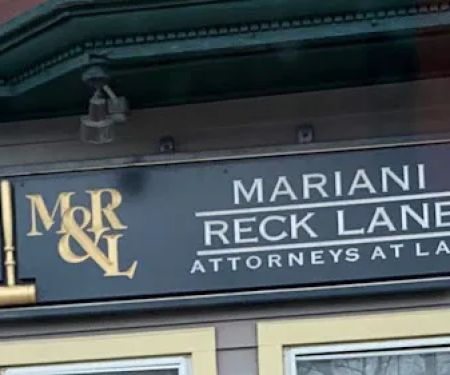 M&R
L
MARIANI
RECK LANE
ATTORNEYS AT LA